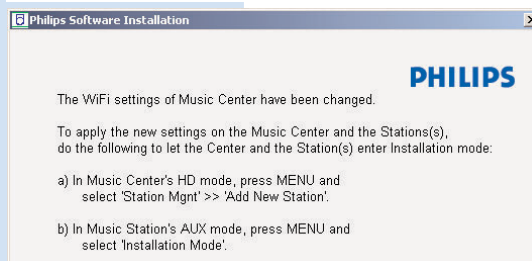 Philips Software Installation
PHILIPS
The WiFi settings of Music Center have been changed.
To apply the new settings on the Music Center and the Stations(s),
do the following to let the Center and the Station(s) enter Installation mode:
a) In Music Center's HD mode, press MENU and
select 'Station Mgnt' >> 'Add New Station'.
b) In Music Station's AUX mode, press MENU and
select 'Installation Mode'.